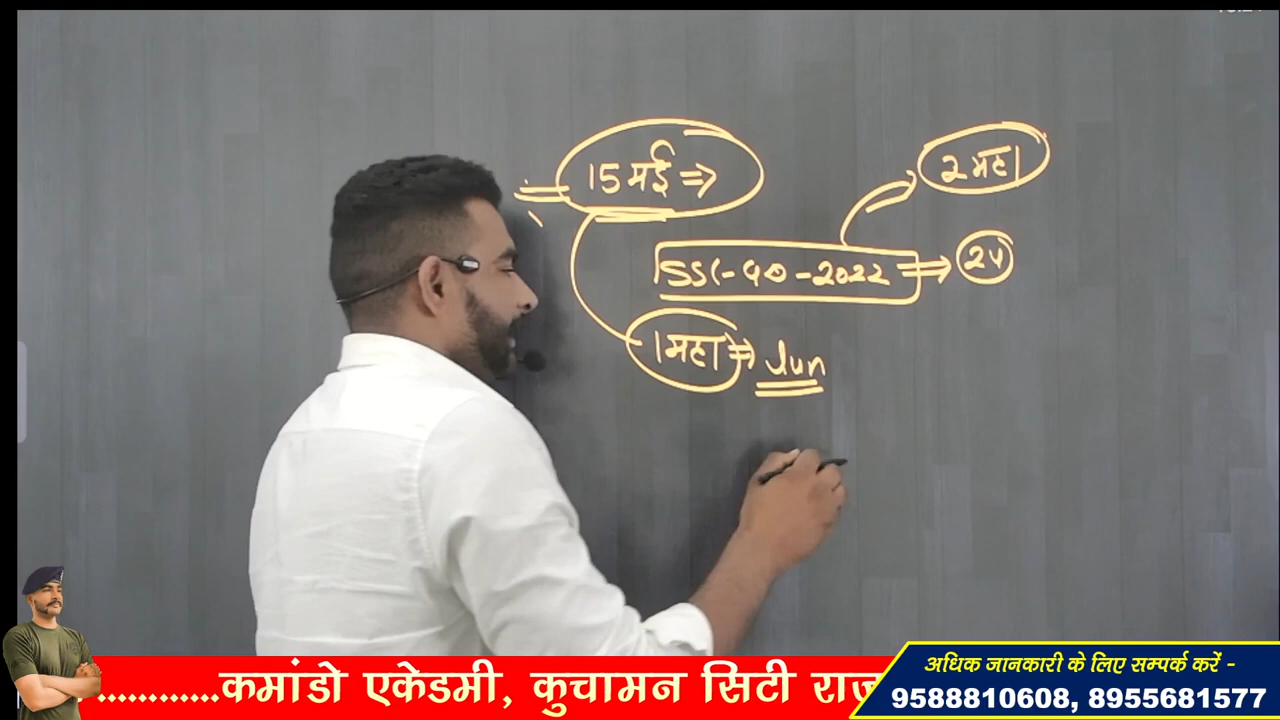 15 मई ⇒
2 महा
SSC-GD-2022 ⇒ 24
1 महा ⇒ Jun
............कमांडो एकेडमी, कुचामन सिटी राज
अधिक जानकारी के लिए सम्पर्क करें -
9588810608, 8955681577